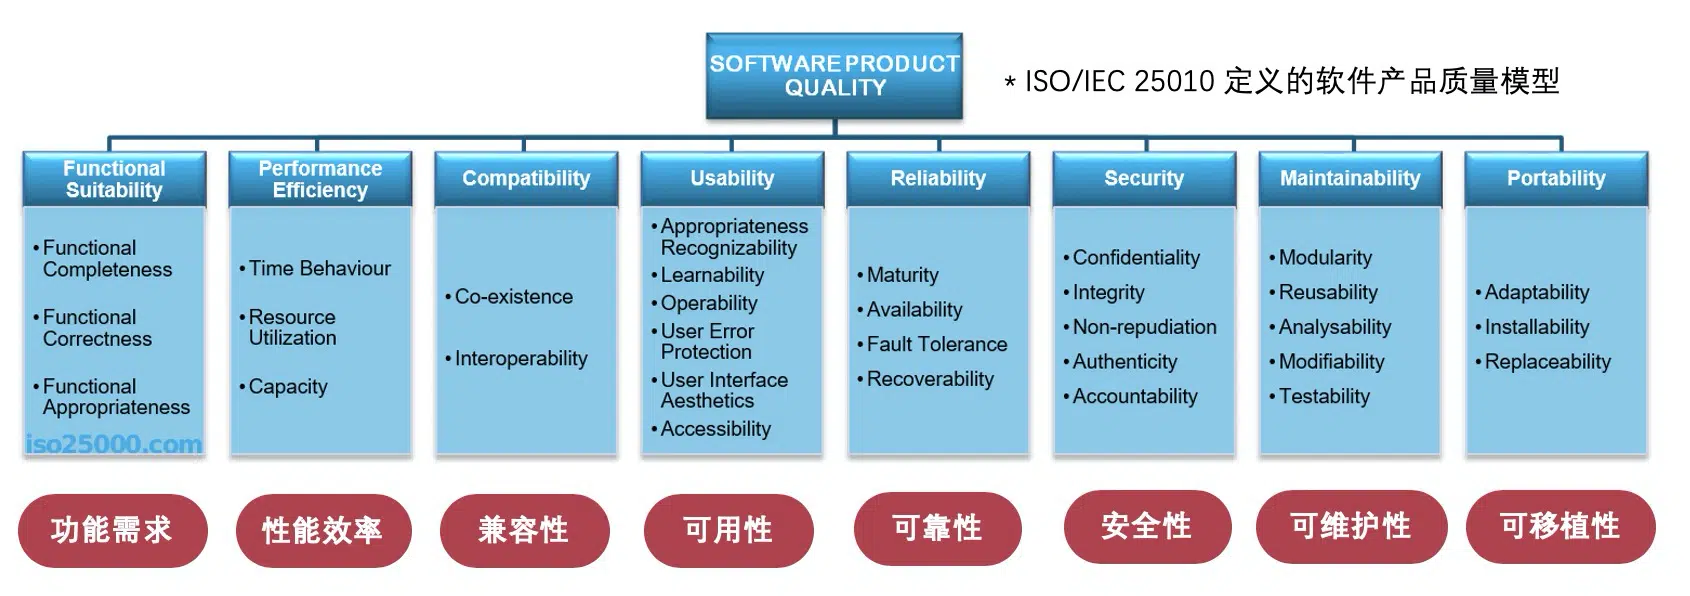 SOFTWARE PRODUCT
QUALITY
* ISO/IEC 25010 定义的软件产品质量模型
Functional
Suitability
• Functional
Completeness
• Functional
Correctness
• Functional
Appropriateness
iso25000.com
功能需求
Performance
Efficiency
• Time Behaviour
• Resource
Utilization
• Capacity
性能效率
Compatibility
• Co-existence
• Interoperability
兼容性
Usability
• Appropriateness
Recognizability
• Learnability
• Operability
• User Error
Protection
• User Interface
Aesthetics
• Accessibility
可用性
Reliability
• Maturity
• Availability
• Fault Tolerance
• Recoverability
可靠性
Security
• Confidentiality
• Integrity
• Non-repudiation
• Authenticity
• Accountability
安全性
Maintainability
• Modularity
• Reusability
• Analysability
• Modifiability
• Testability
可维护性
Portability
• Adaptability
• Installability
• Replaceability
可移植性